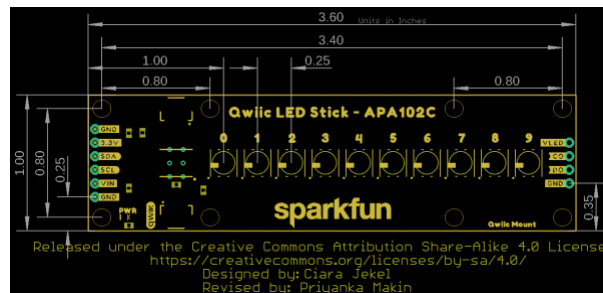 3.60 Units in Inches
3.40
1.00 0.25
0.80 0.80
Qwiic LED Stick - APA102C
0 1 2 3 4 5 6 7 8 9
GND
3.3V
SDA
SCL
VIN
GND
VLED
CO
DO
GND
1.00
0.80
0.25
0.35
PWR
QWIIC
sparkfun
Qwiic Mount
Released under the Creative Commons Attribution Share-Alike 4.0 License
https://creativecommons.org/licenses/by-sa/4.0/
Designed by: Ciara Jekel
Revised by: Priyanka Makin